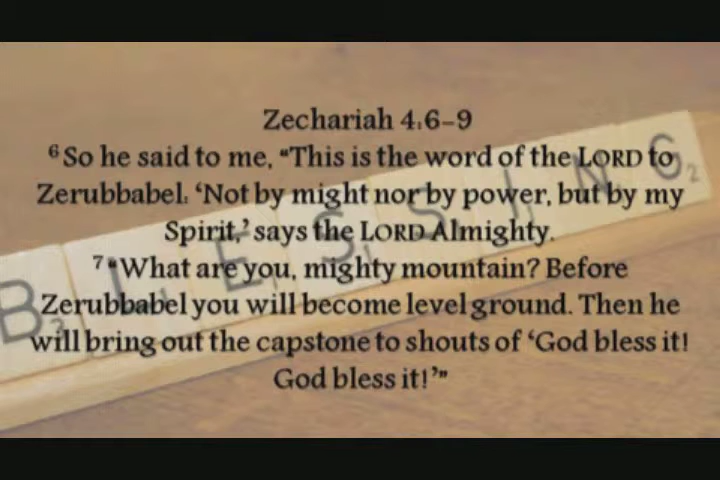 Zechariah 4:6–9
6 So he said to me, “This is the word of the LORD to
Zerubbabel: ‘Not by might nor by power, but by my
Spirit,’ says the LORD Almighty.
7 “What are you, mighty mountain? Before
Zerubbabel you will become level ground. Then he
will bring out the capstone to shouts of ‘God bless it!
God bless it!’”
BLESSING